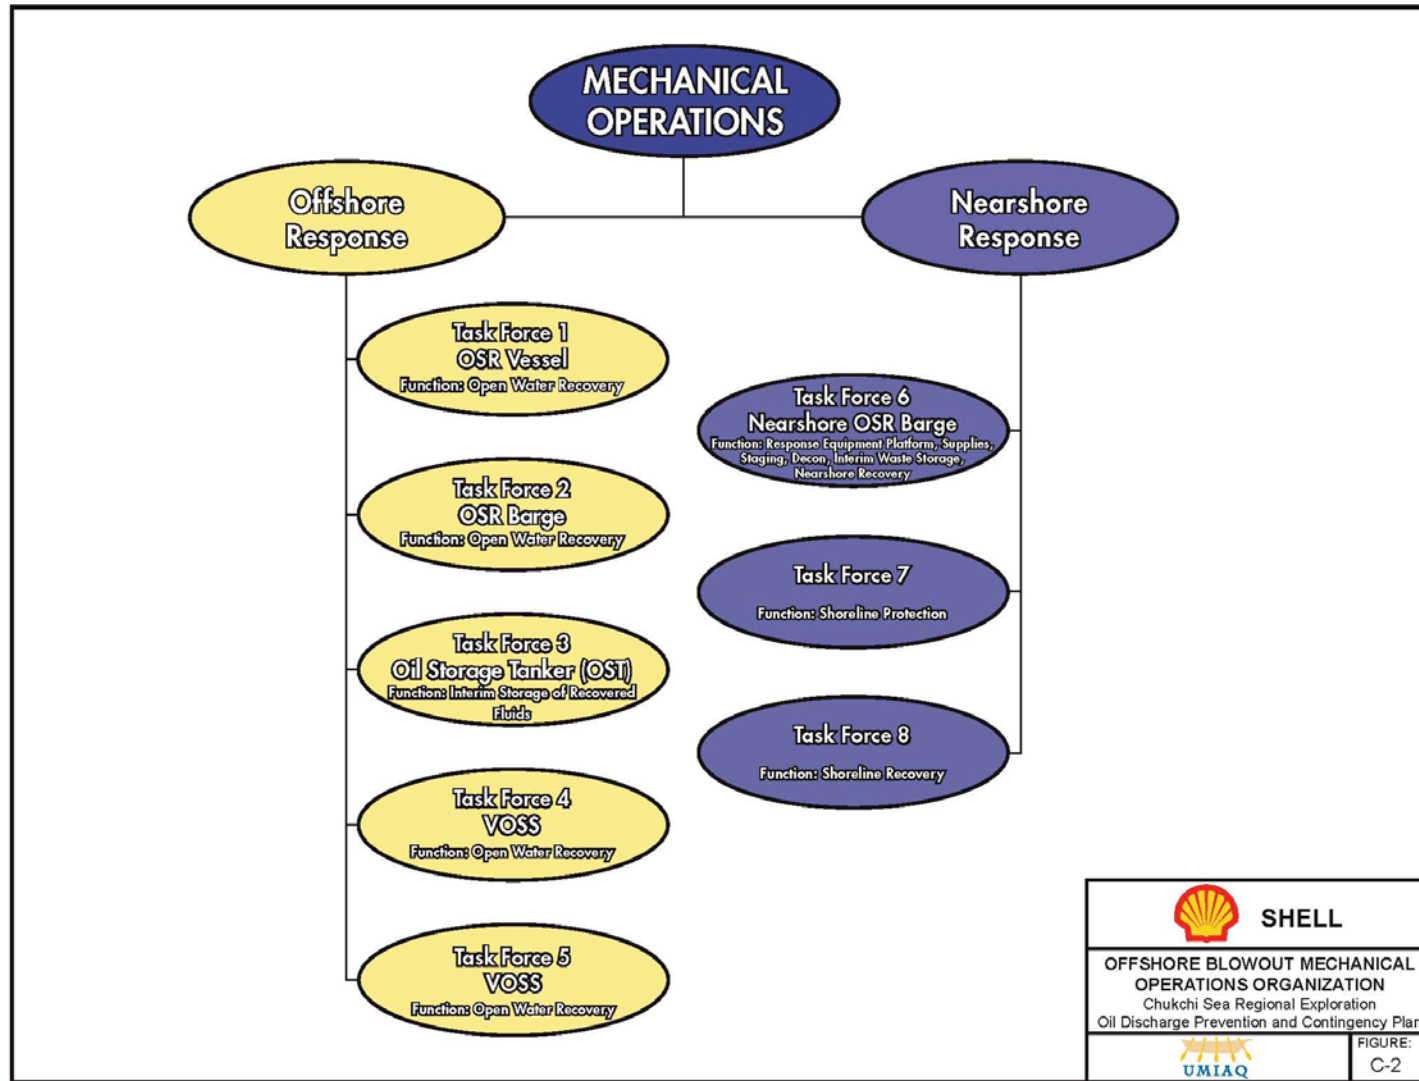 MECHANICAL
OPERATIONS
Offshore
Response
Nearshore
Response
Task Force 1
OSR Vessel
Function: Open Water Recovery
Task Force 2
OSR Barge
Function: Open Water Recovery
Task Force 3
Oil Storage Tanker (OST)
Function: Interim Storage of Recovered
Fluids
Task Force 4
VOSS
Function: Open Water Recovery
Task Force 5
VOSS
Function: Open Water Recovery
Task Force 6
Nearshore OSR Barge
Function: Response Equipment Platform, Supplies,
Staging, Decon, Interim Waste Storage,
Nearshore Recovery
Task Force 7
Function: Shoreline Protection
Task Force 8
Function: Shoreline Recovery
SHELL
OFFSHORE BLOWOUT MECHANICAL
OPERATIONS ORGANIZATION
Chukchi Sea Regional Exploration
Oil Discharge Prevention and Contingency Plan
UMIAQ
FIGURE:
C-2